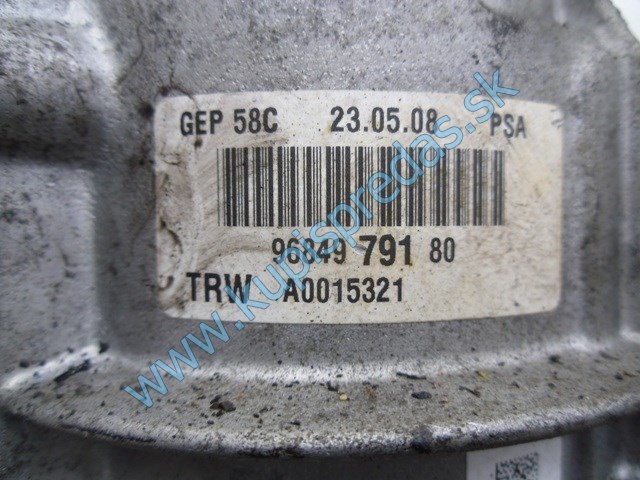 GEP 58C 23.05.08 PSA
96849 791 80
TRW A0015321
www.kupispredas.sk